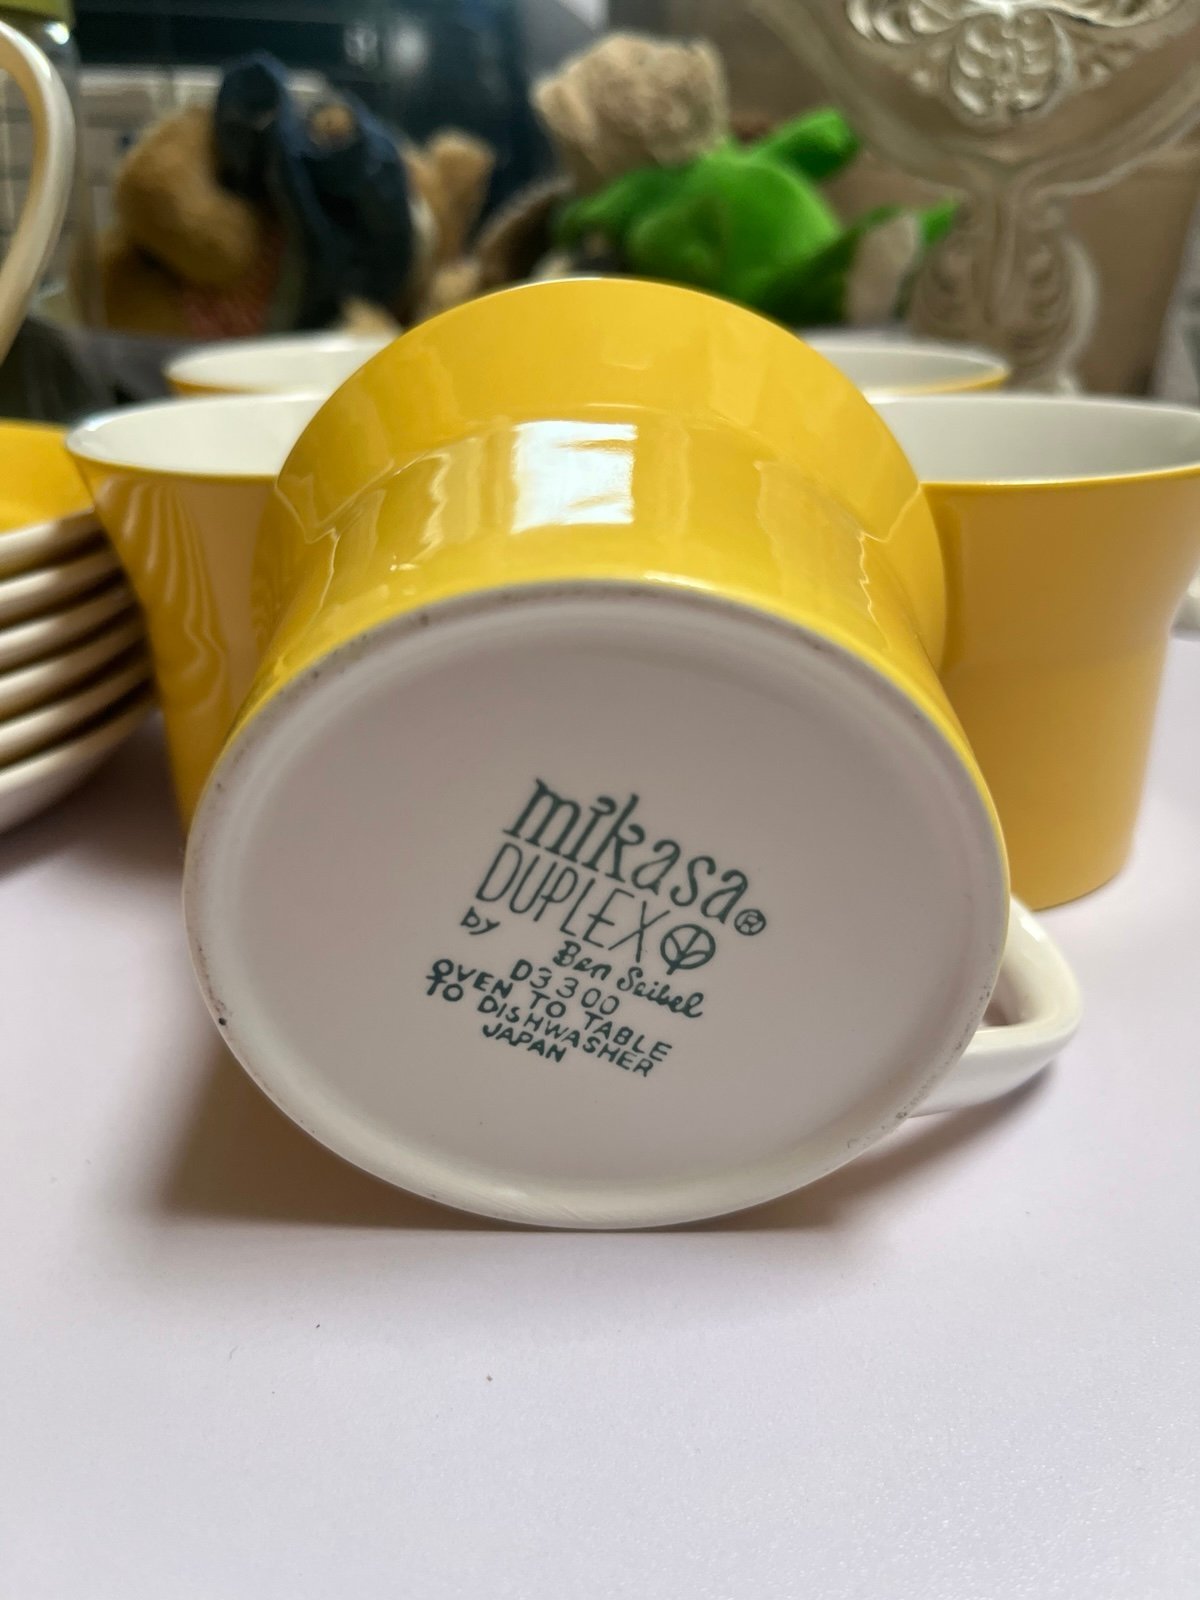 mikasa®
DUPLEX
by Ben Seibel
D3300
OVEN TO TABLE
TO DISHWASHER
JAPAN